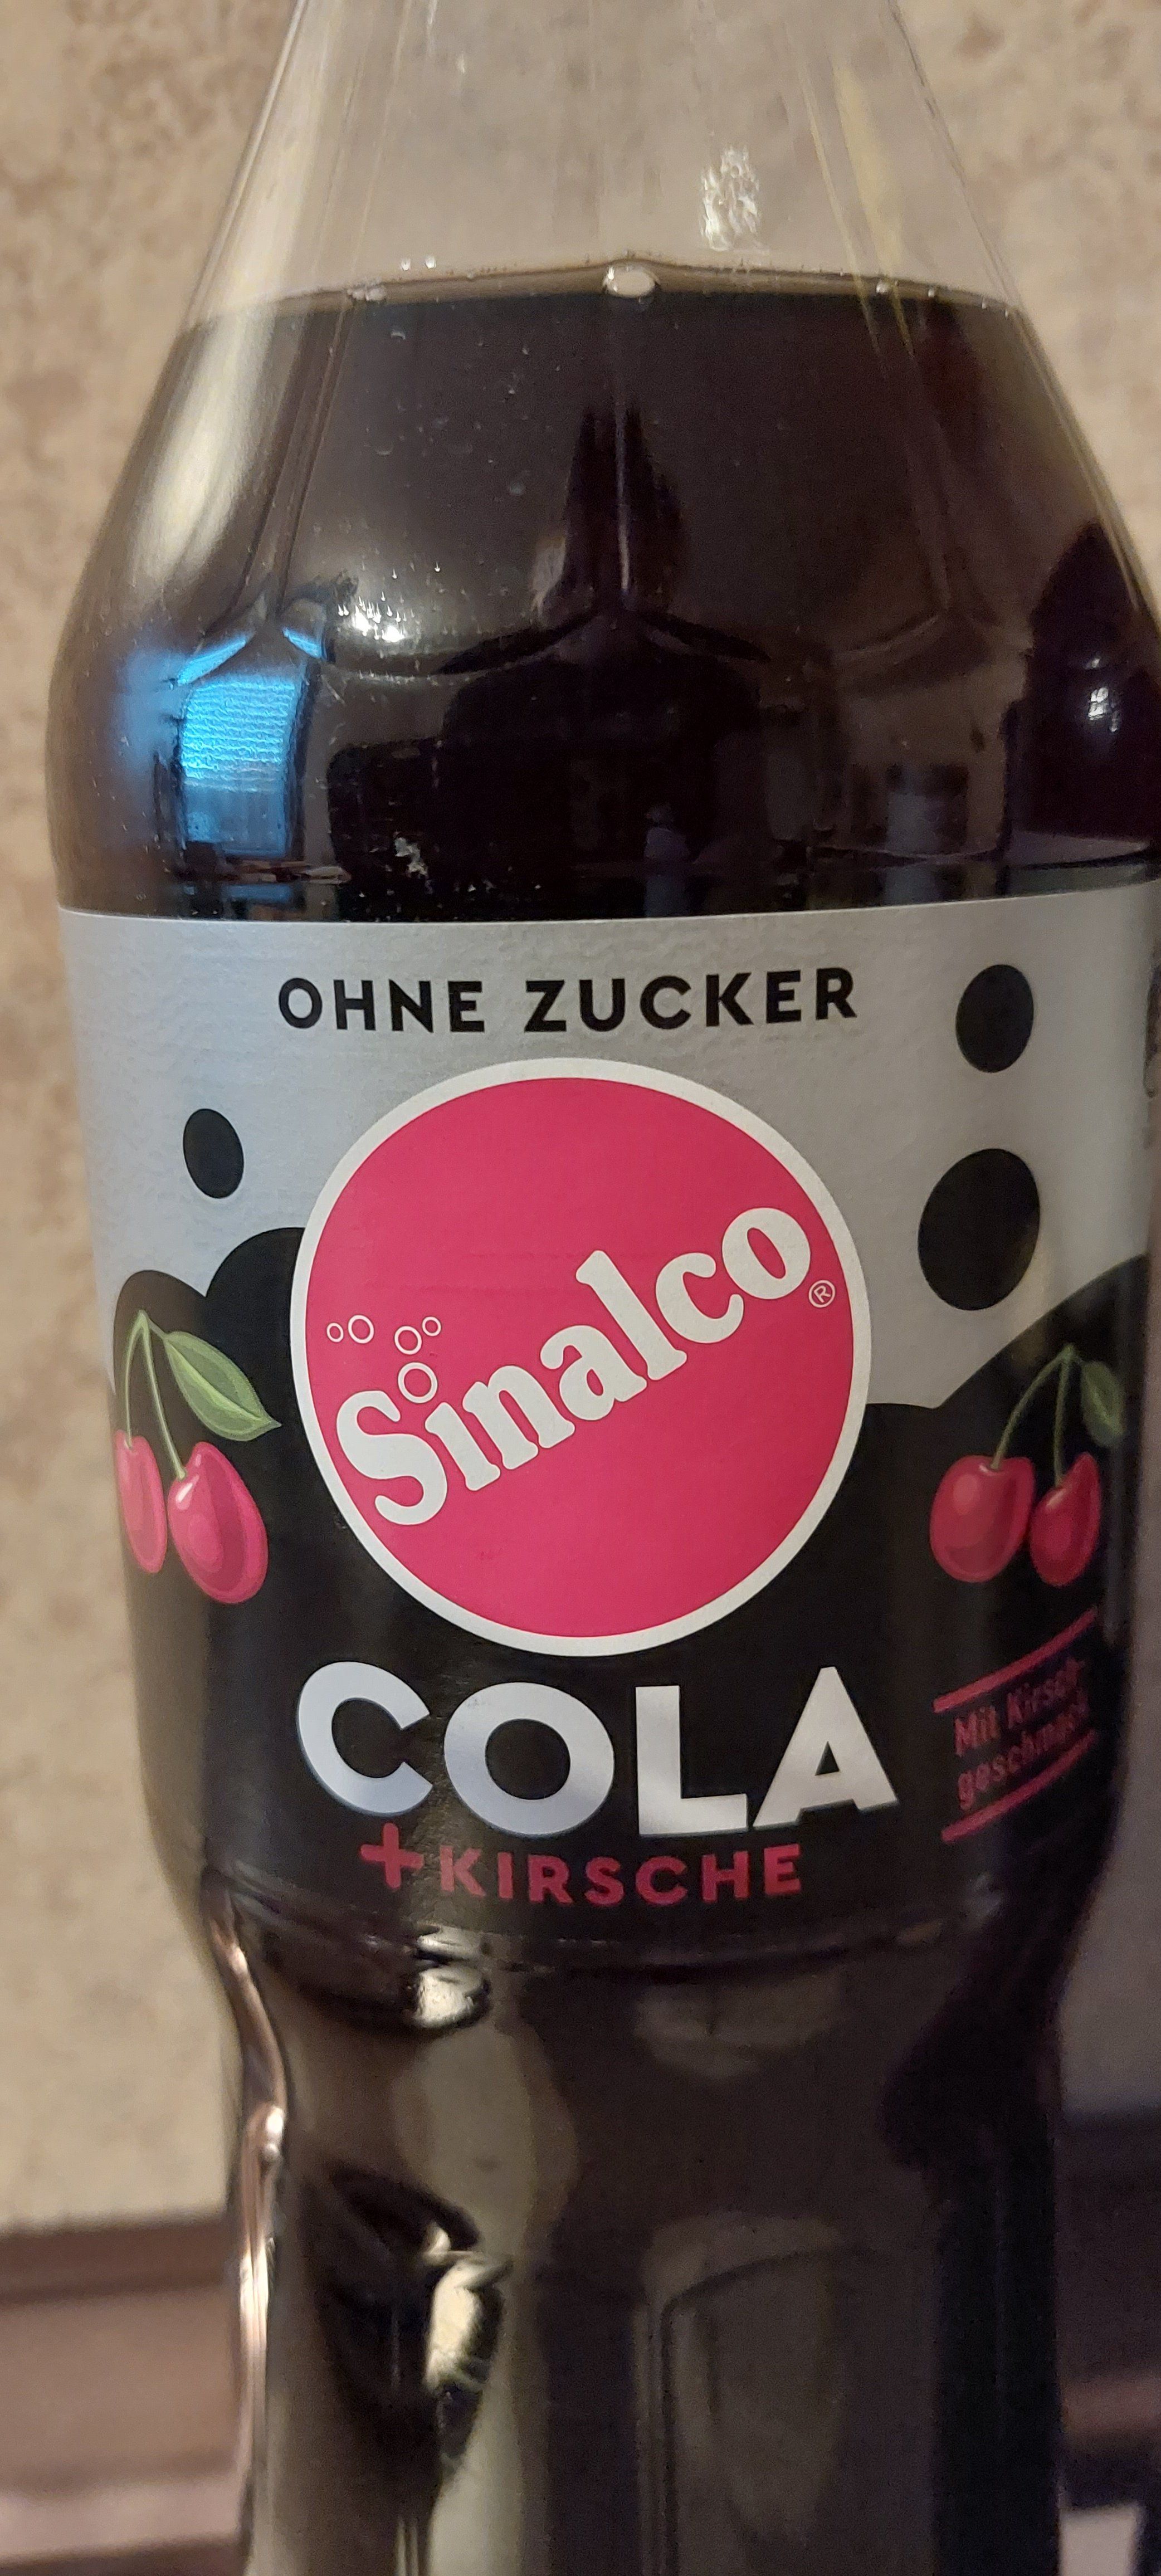 OHNE ZUCKER
Sinalco®
COLA
+KIRSCHE
Mit Kirsch-
geschmack